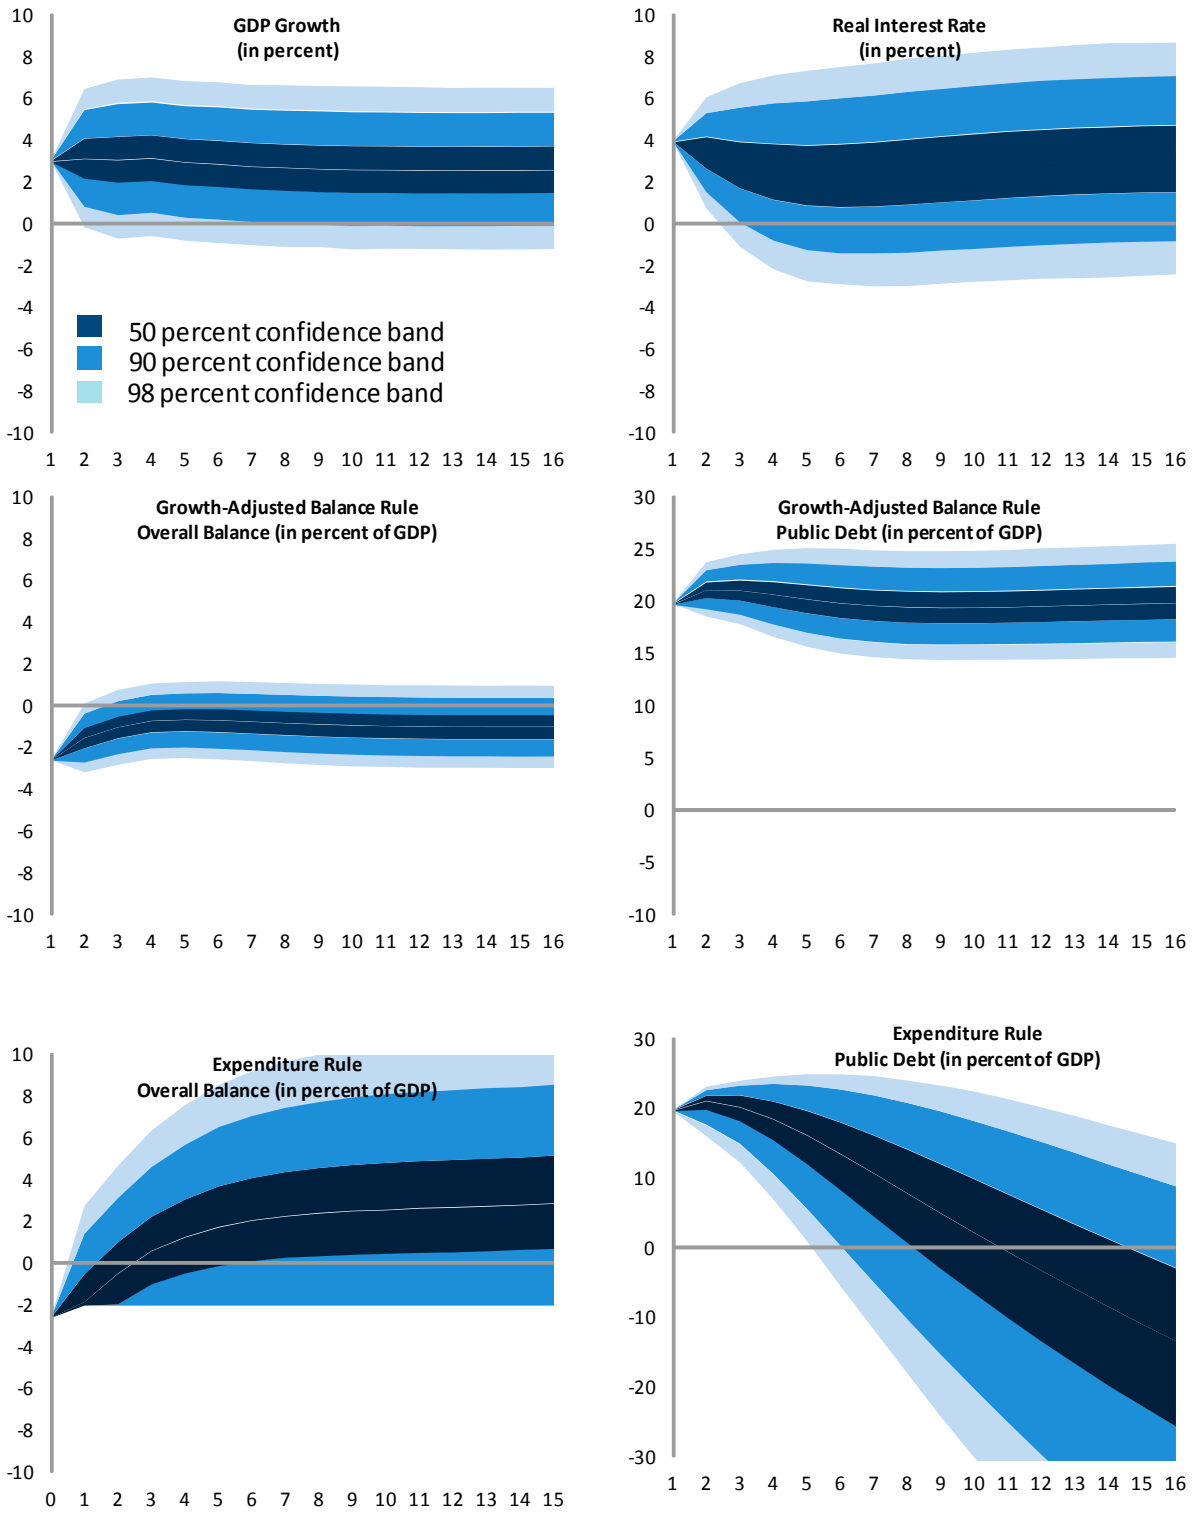 GDP Growth
(in percent)
10
8
6
4
2
0
-2
-4
-6
-8
-10
50 percent confidence band
90 percent confidence band
98 percent confidence band
1 2 3 4 5 6 7 8 9 10 11 12 13 14 15 16
Real Interest Rate
(in percent)
10
8
6
4
2
0
-2
-4
-6
-8
-10
1 2 3 4 5 6 7 8 9 10 11 12 13 14 15 16
Growth-Adjusted Balance Rule
Overall Balance (in percent of GDP)
10
8
6
4
2
0
-2
-4
-6
-8
-10
1 2 3 4 5 6 7 8 9 10 11 12 13 14 15 16
Growth-Adjusted Balance Rule
Public Debt (in percent of GDP)
30
25
20
15
10
5
0
-5
-10
1 2 3 4 5 6 7 8 9 10 11 12 13 14 15 16
Expenditure Rule
Overall Balance (in percent of GDP)
10
8
6
4
2
0
-2
-4
-6
-8
-10
0 1 2 3 4 5 6 7 8 9 10 11 12 13 14 15
Expenditure Rule
Public Debt (in percent of GDP)
30
20
10
0
-10
-20
-30
1 2 3 4 5 6 7 8 9 10 11 12 13 14 15 16